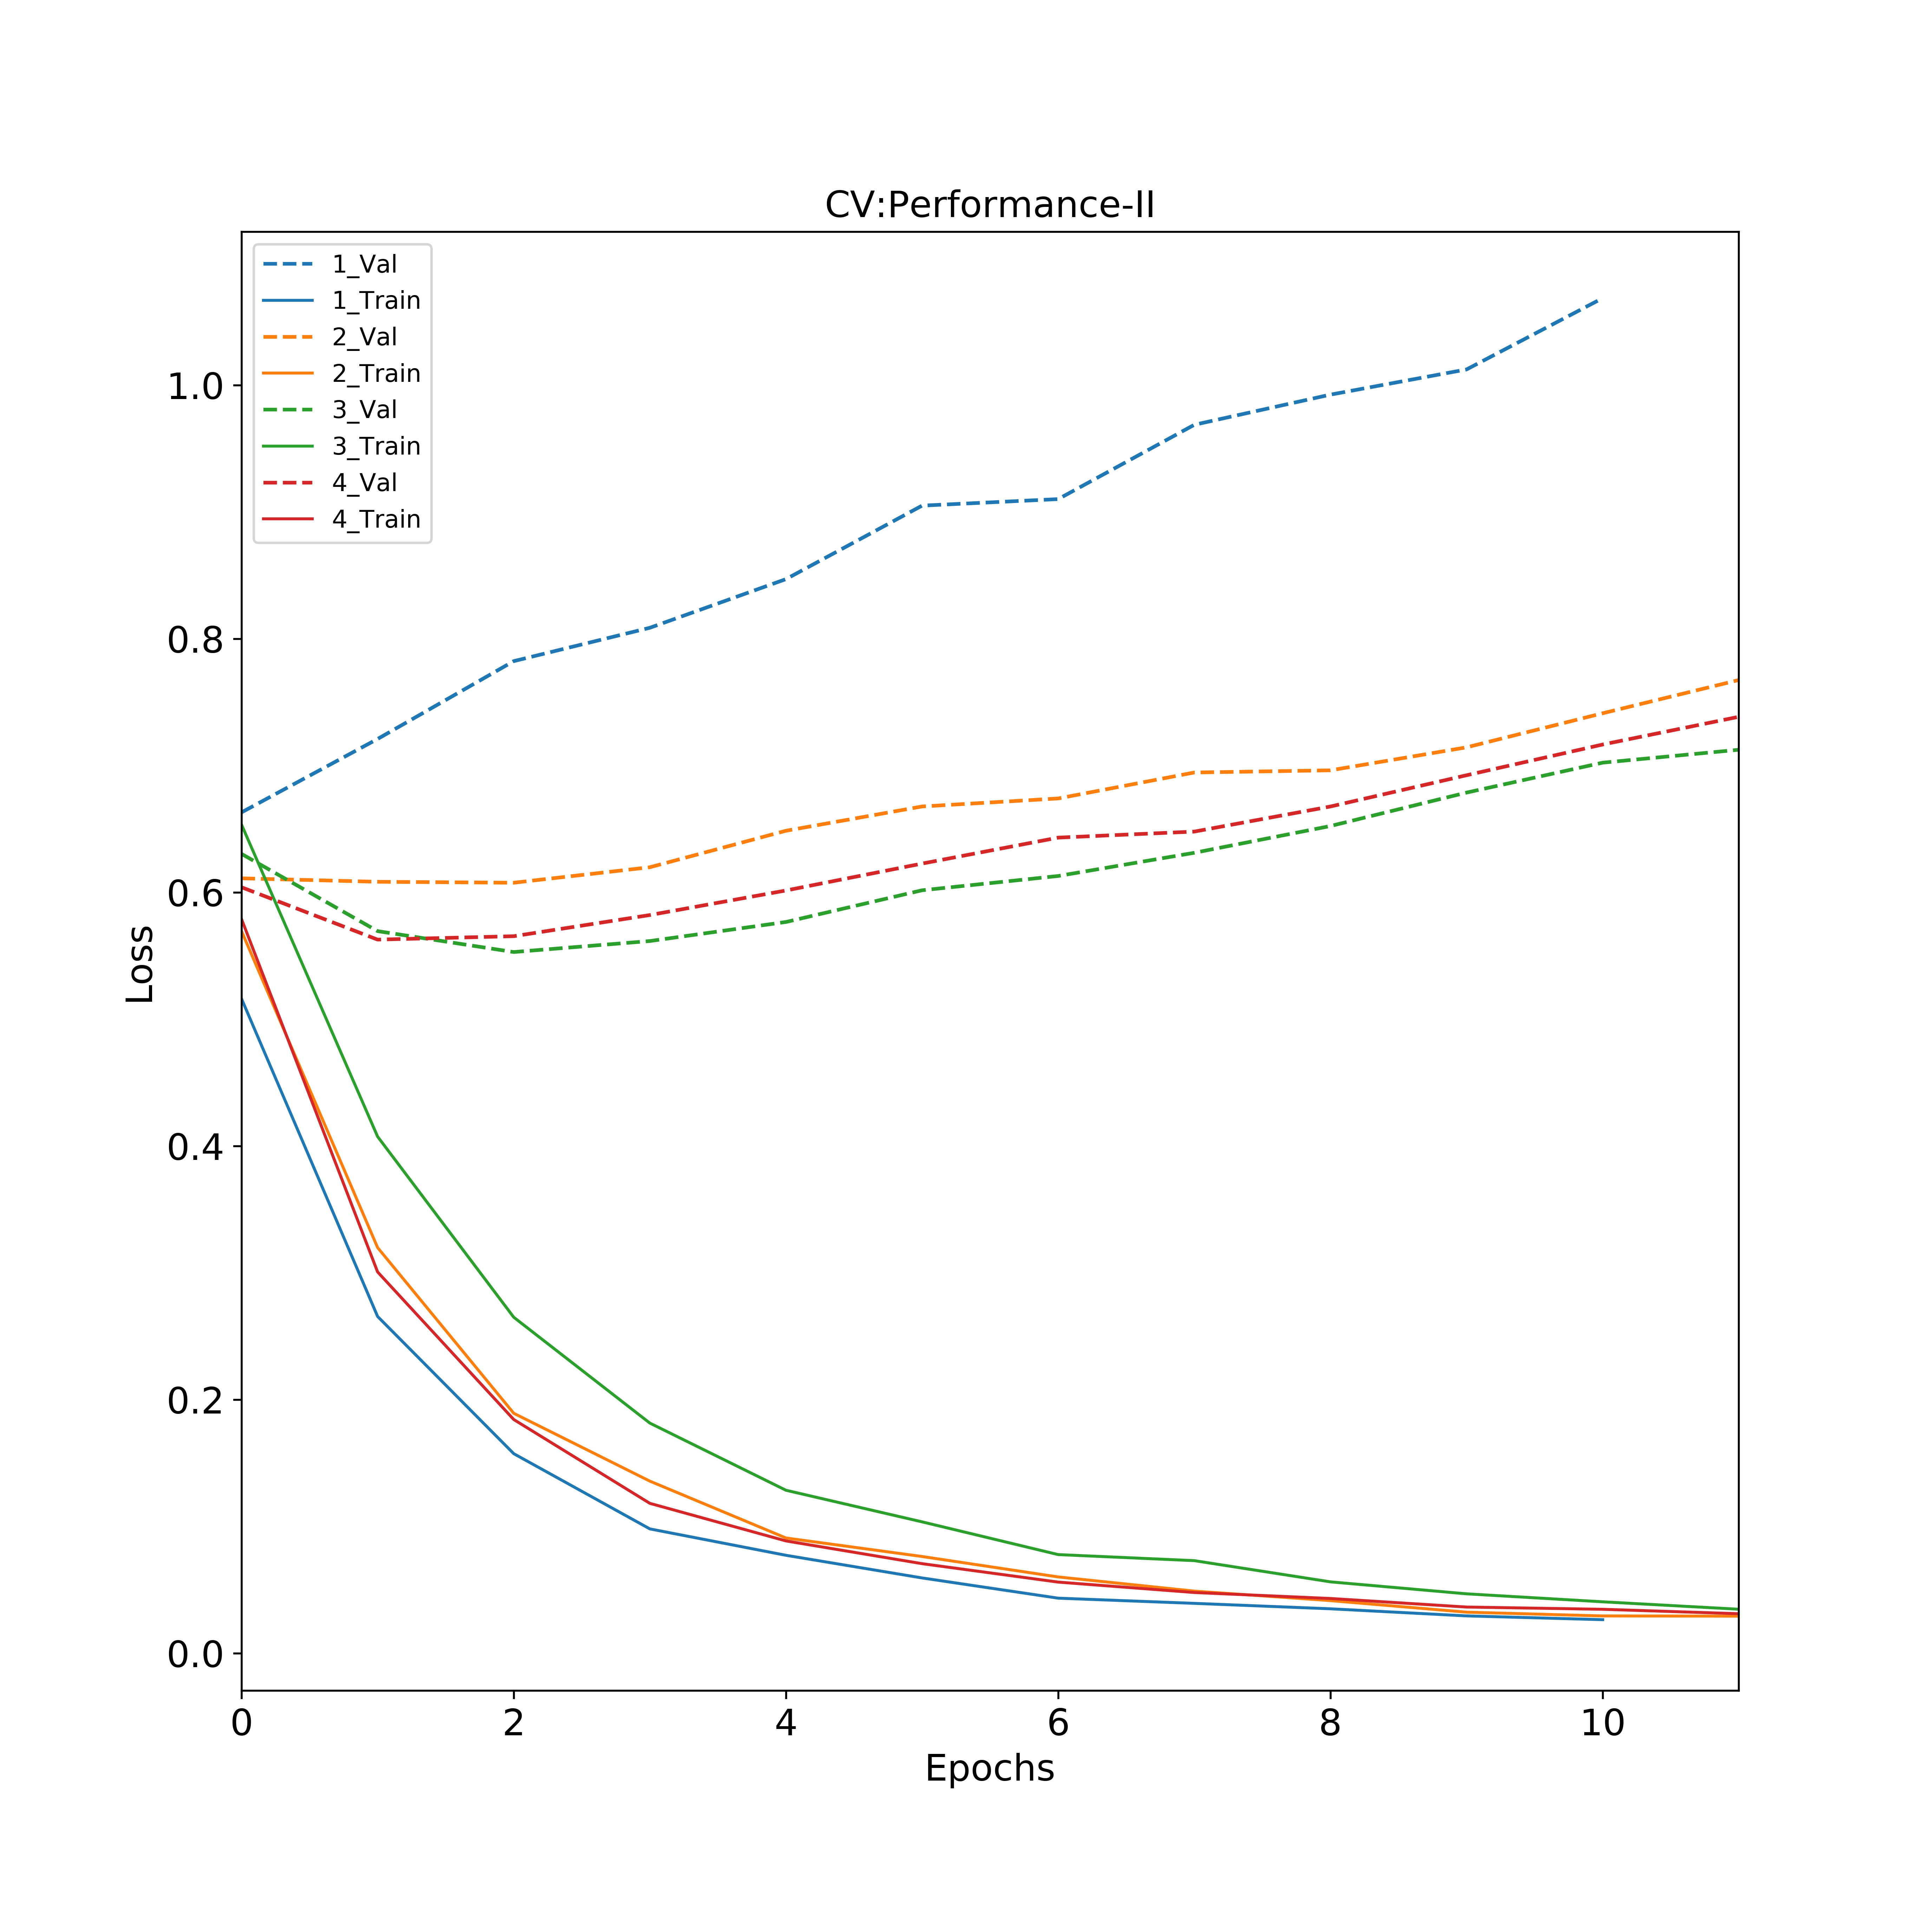 CV:Performance-II
1_Val
1_Train
2_Val
2_Train
3_Val
3_Train
4_Val
4_Train
1.0
0.8
0.6
0.4
0.2
0.0
Loss
0 2 4 6 8 10
Epochs